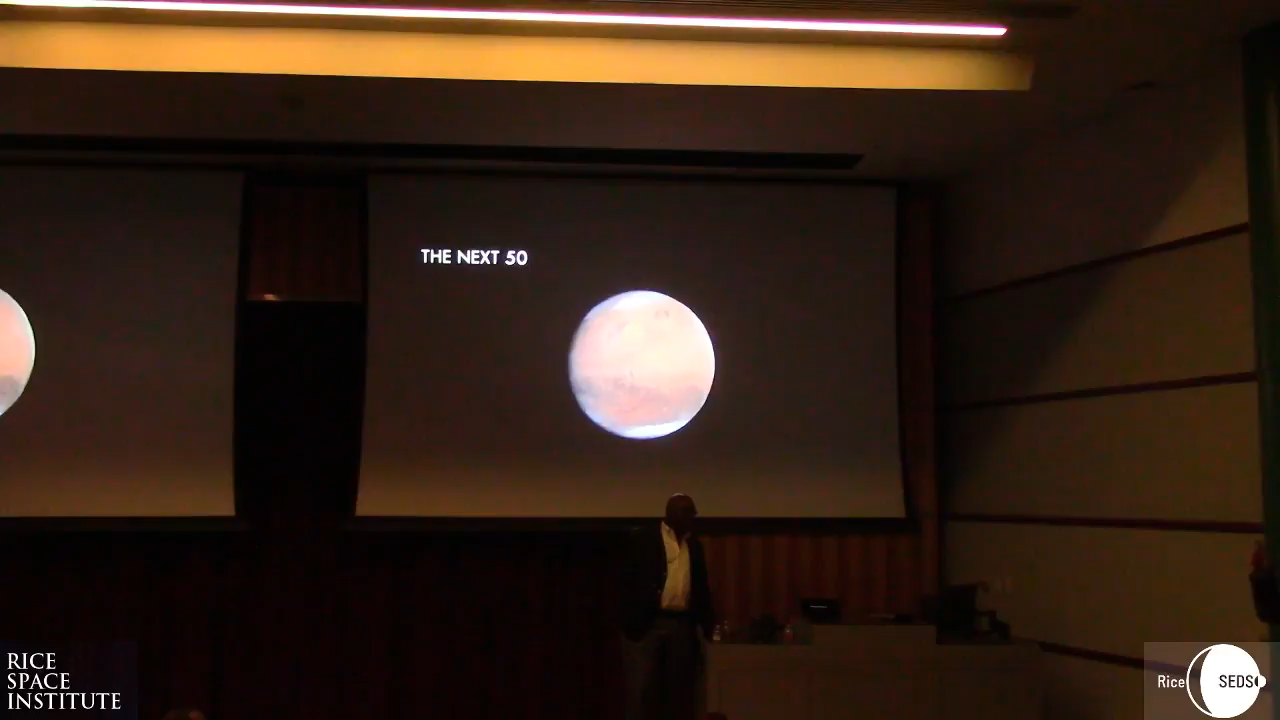 THE NEXT 50
RICE
SPACE
INSTITUTE
Rice SEDS